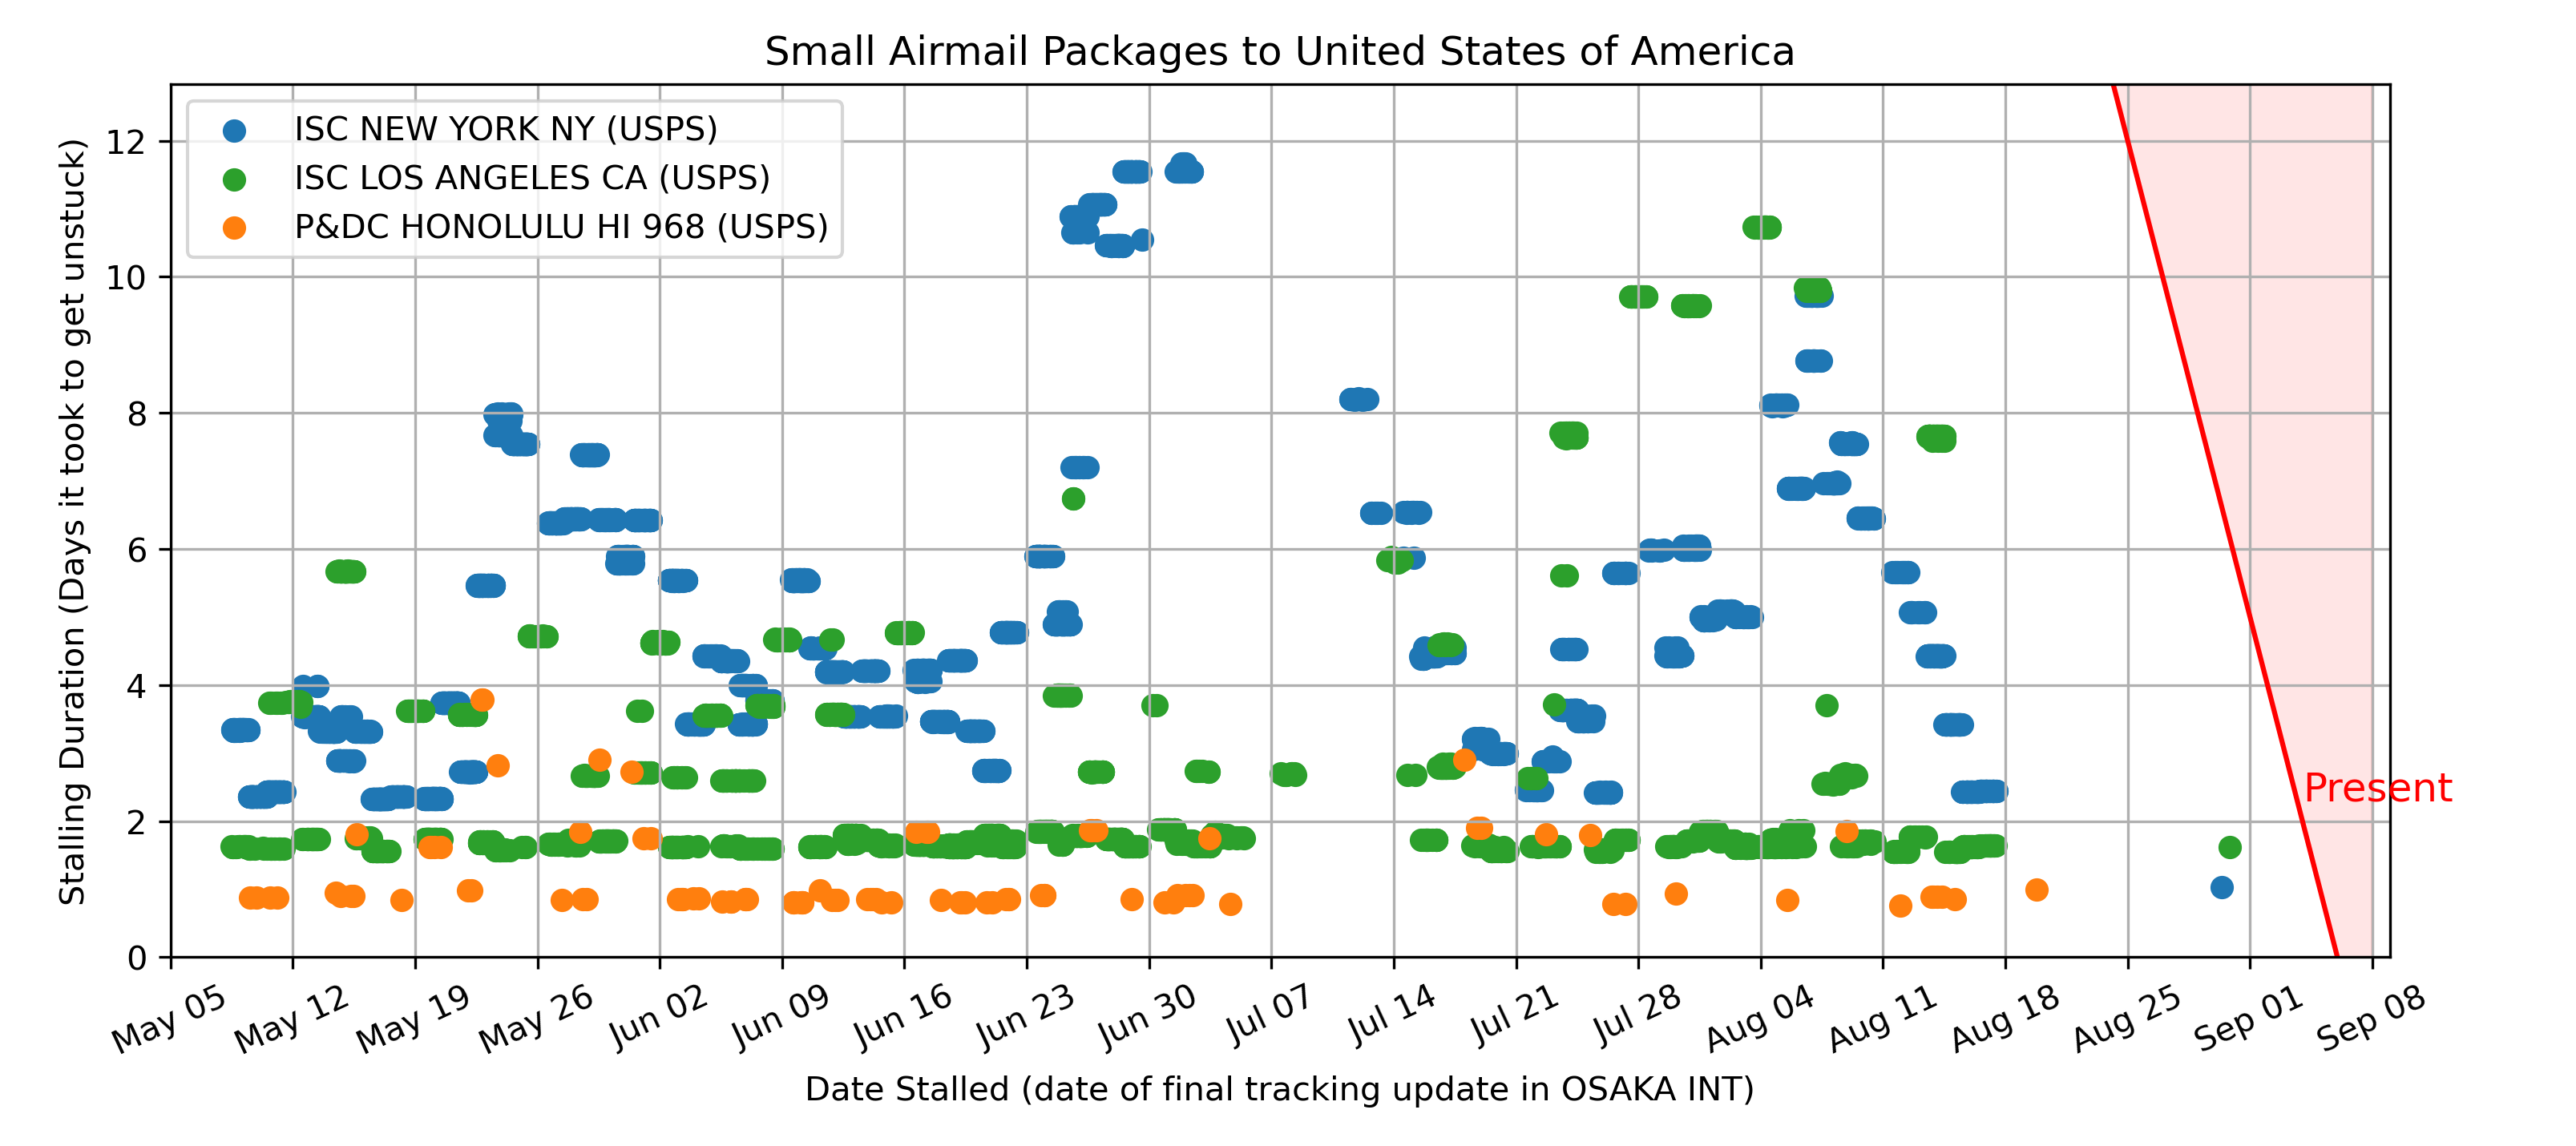 Small Airmail Packages to United States of America
ISC NEW YORK NY (USPS)
ISC LOS ANGELES CA (USPS)
P&DC HONOLULU HI 968 (USPS)
Stalling Duration (Days it took to get unstuck)
12
10
8
6
4
2
0
Present
May 05
May 12
May 19
May 26
Jun 02
Jun 09
Jun 16
Jun 23
Jun 30
Jul 07
Jul 14
Jul 21
Jul 28
Aug 04
Aug 11
Aug 18
Aug 25
Sep 01
Sep 08
Date Stalled (date of final tracking update in OSAKA INT)